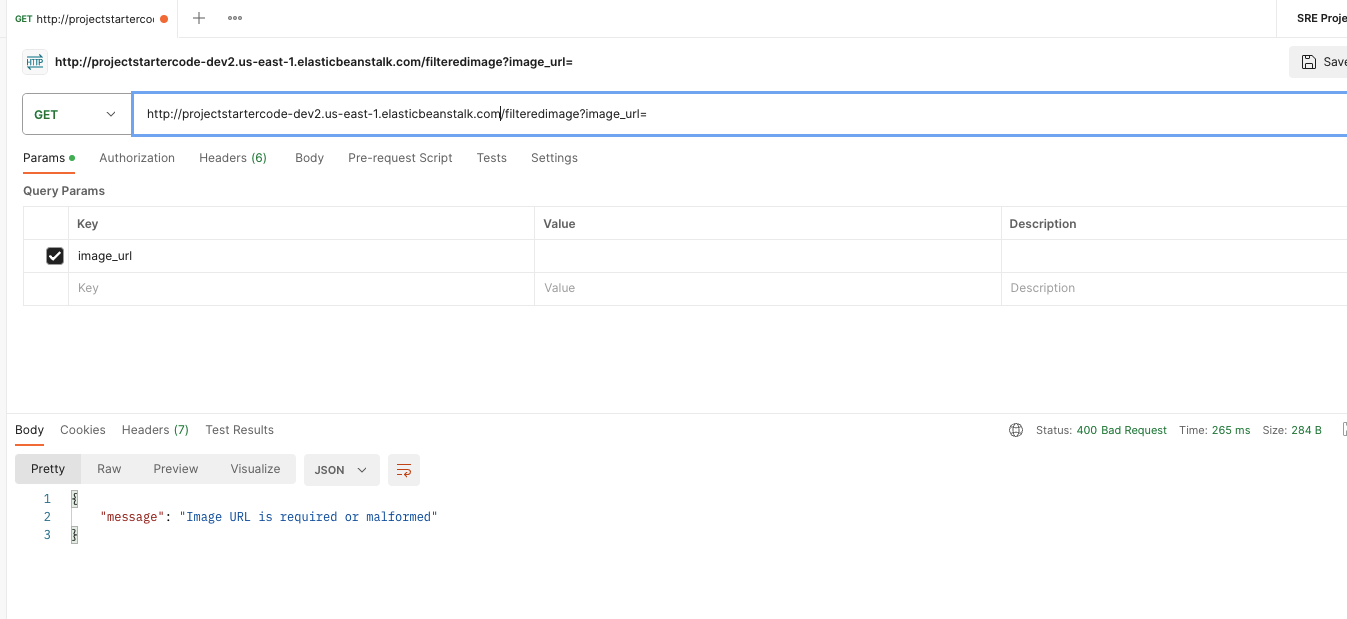 GET http://projectstartercoc
SRE Proje
HTTP http://projectstartercode-dev2.us-east-1.elasticbeanstalk.com/filteredimage?image_url=
Save
GET http://projectstartercode-dev2.us-east-1.elasticbeanstalk.com/filteredimage?image_url=
Params Authorization Headers (6) Body Pre-request Script Tests Settings
Query Params
Key Value Description
image_url
Key Value Description
Body Cookies Headers (7) Test Results Status: 400 Bad Request Time: 265 ms Size: 284 B
Pretty Raw Preview Visualize JSON
1 {
2 "message": "Image URL is required or malformed"
3 }